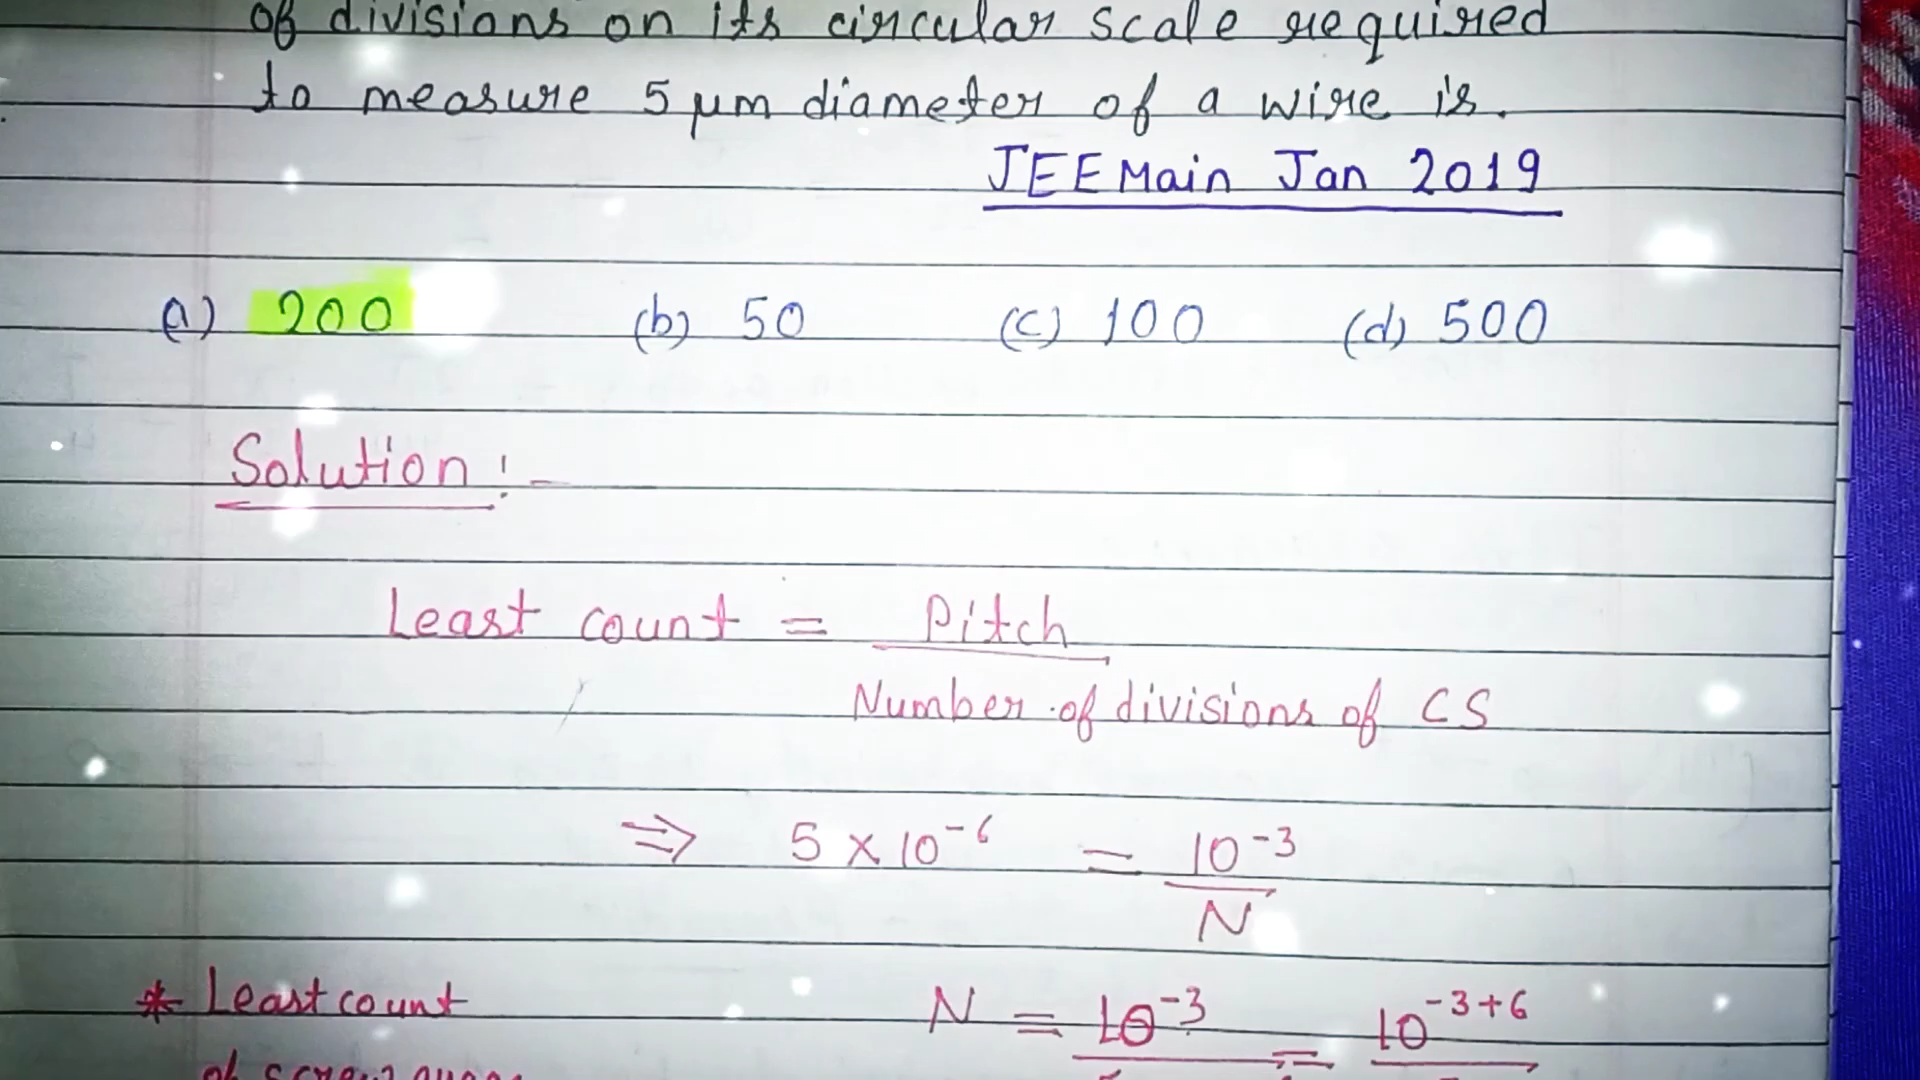 of divisions on its circular scale required
to measure 5 μm diameter of a wire is.
JEE Main Jan 2019
(a) 200 (b) 50 (c) 100 (d) 500
Solution :-
Least count = Pitch
Number of divisions of CS
⇒ 5 × 10⁻⁶ = 10⁻³
N
* Least count N = 10⁻³ = 10⁻³⁺⁶
of screw